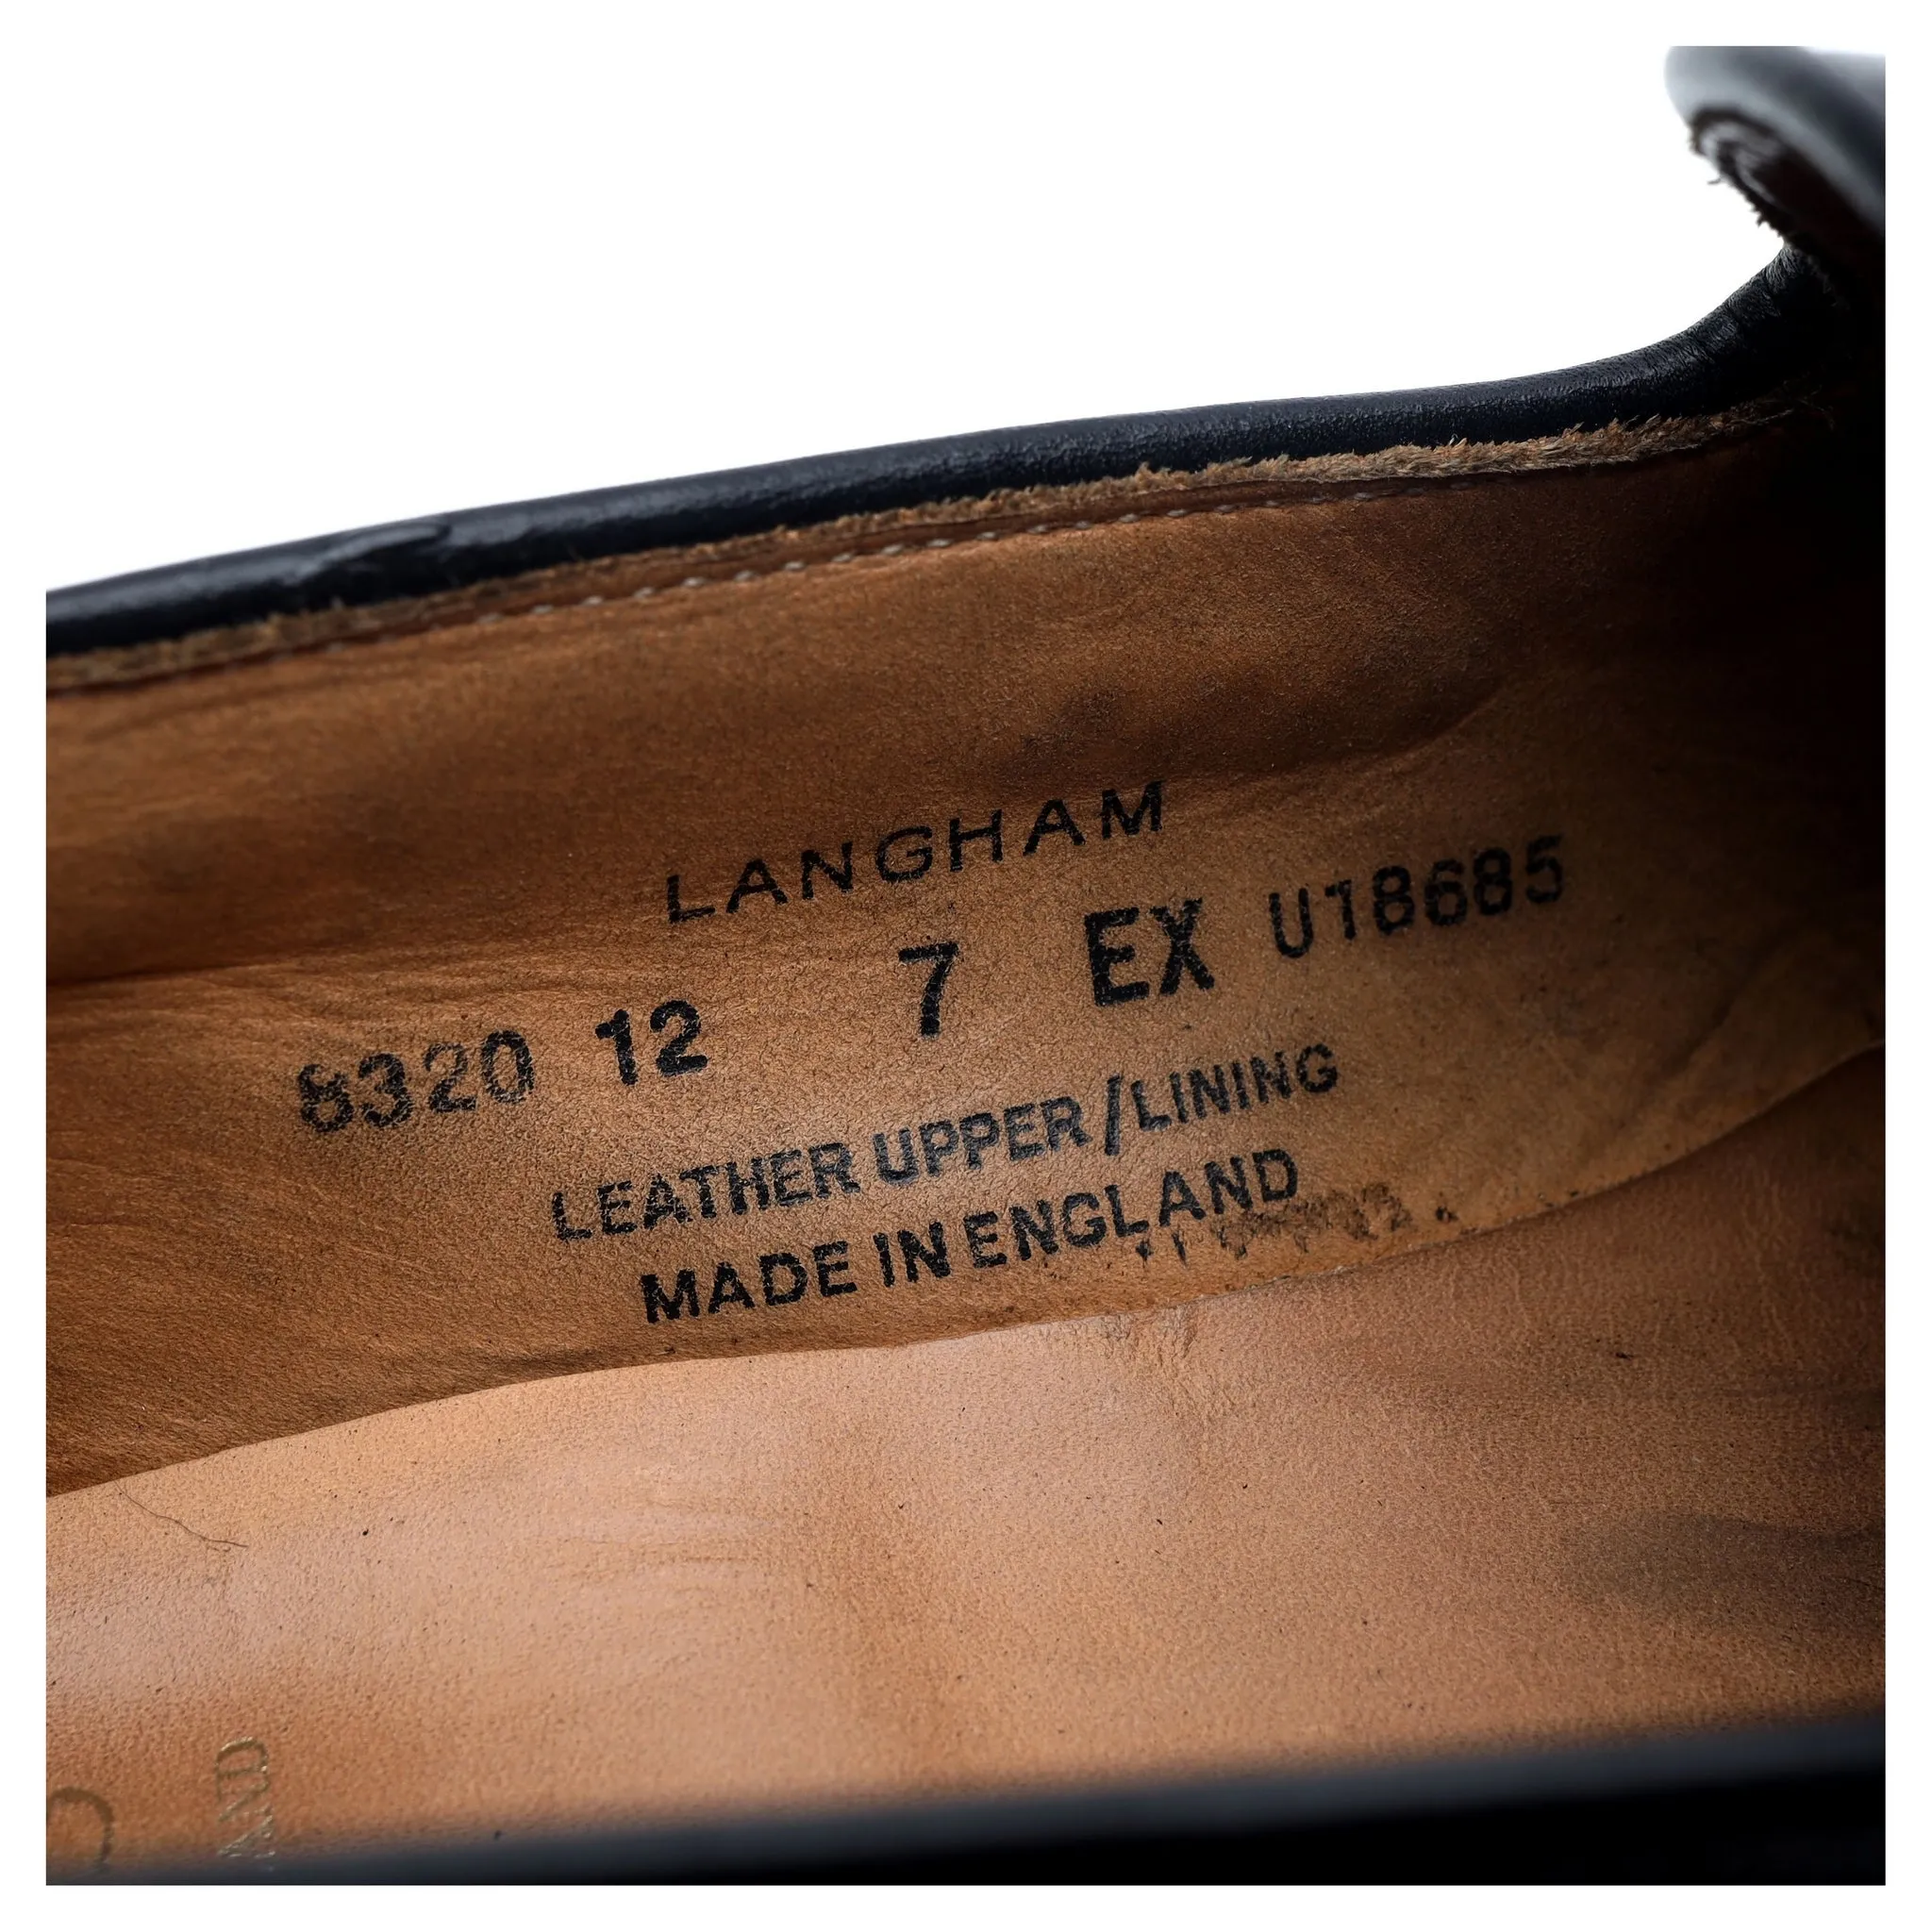 LANGHAM
8320 12 7 EX U18685
LEATHER UPPER/LINING
MADE IN ENGLAND